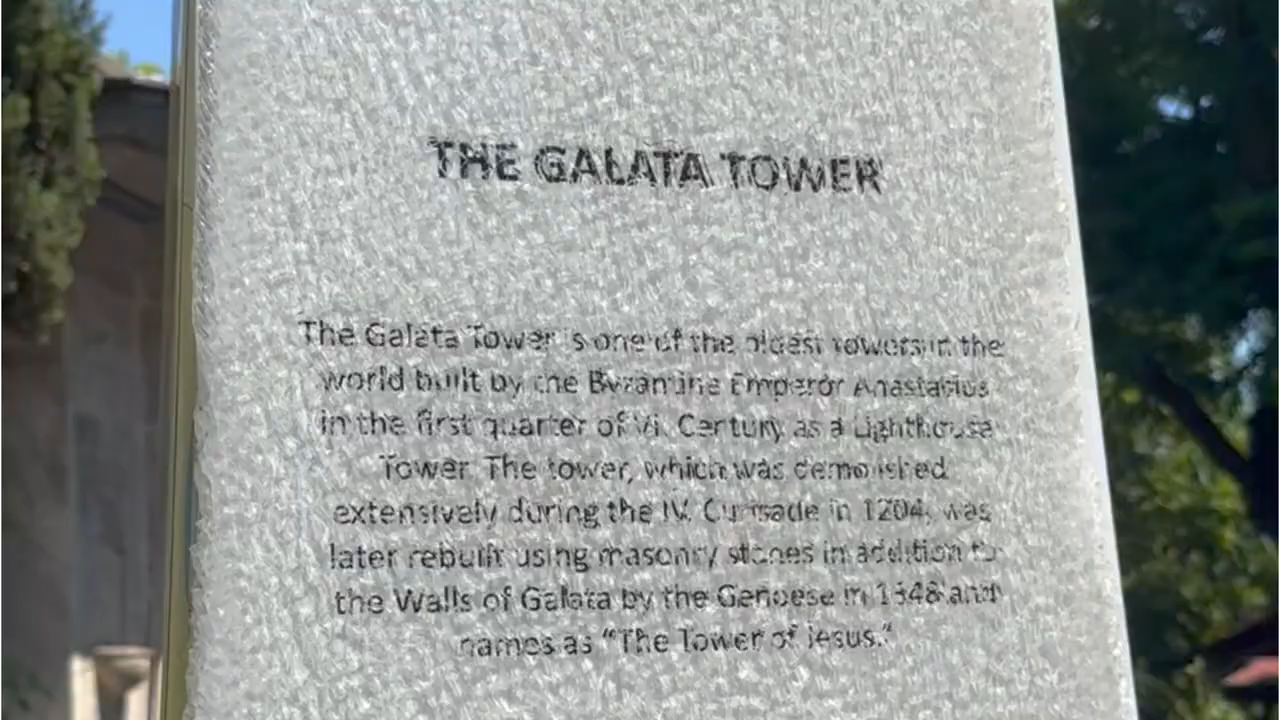 THE GALATA TOWER
The Galata Tower is one of the oldest towers in the
world built by the Byzantine Emperor Anastasius
in the first quarter of VI. Century as a Lighthouse
Tower. The tower, which was demolished
extensively during the IV. in 1204, was
later rebuilt using masonry stones in addition to
the Walls of Galata by the Genoese in 1348 and
names as “The Tower of Jesus.”